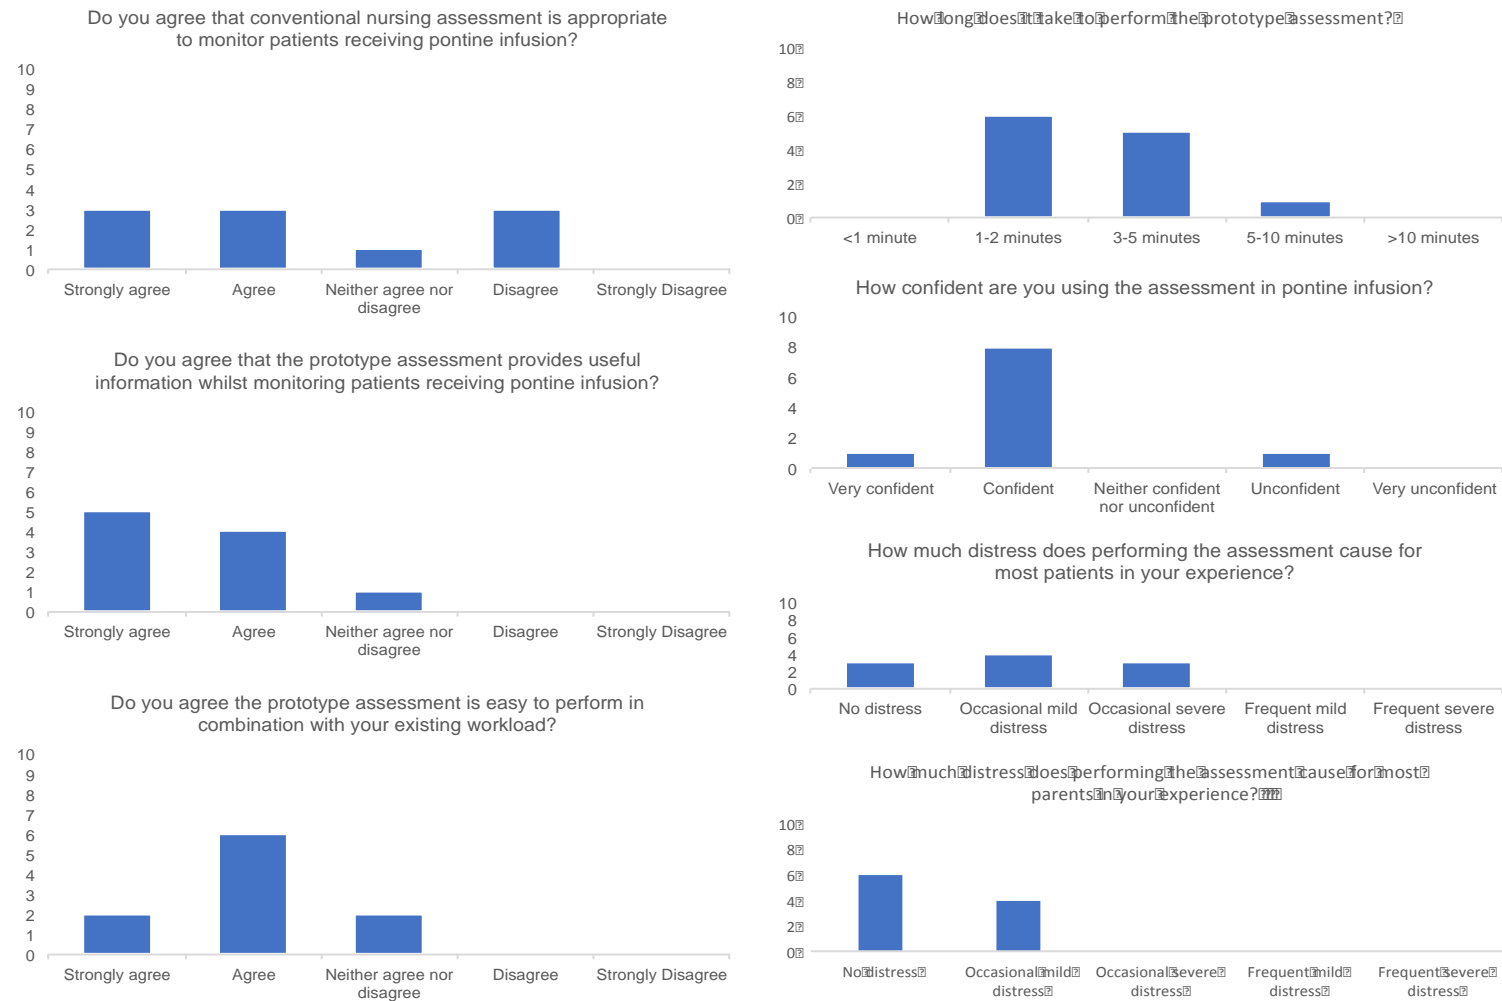 Do you agree that conventional nursing assessment is appropriate
to monitor patients receiving pontine infusion?
10
9
8
7
6
5
4
3
2
1
0
Strongly agree
Agree
Neither agree nor
disagree
Disagree
Strongly Disagree
Do you agree that the prototype assessment provides useful
information whilst monitoring patients receiving pontine infusion?
10
9
8
7
6
5
4
3
2
1
0
Strongly agree
Agree
Neither agree nor
disagree
Disagree
Strongly Disagree
Do you agree the prototype assessment is easy to perform in
combination with your existing workload?
10
9
8
7
6
5
4
3
2
1
0
Strongly agree
Agree
Neither agree nor
disagree
Disagree
Strongly Disagree
How long does it take to perform the prototype assessment?
10
8
6
4
2
0
<1 minute
1-2 minutes
3-5 minutes
5-10 minutes
>10 minutes
How confident are you using the assessment in pontine infusion?
10
8
6
4
2
0
Very confident
Confident
Neither confident
nor unconfident
Unconfident
Very unconfident
How much distress does performing the assessment cause for
most patients in your experience?
10
8
6
4
2
0
No distress
Occasional mild
distress
Occasional severe
distress
Frequent mild
distress
Frequent severe
distress
How much distress does performing the assessment cause for most
parents in your experience?
10
8
6
4
2
0
No distress
Occasional mild
distress
Occasional severe
distress
Frequent mild
distress
Frequent severe
distress